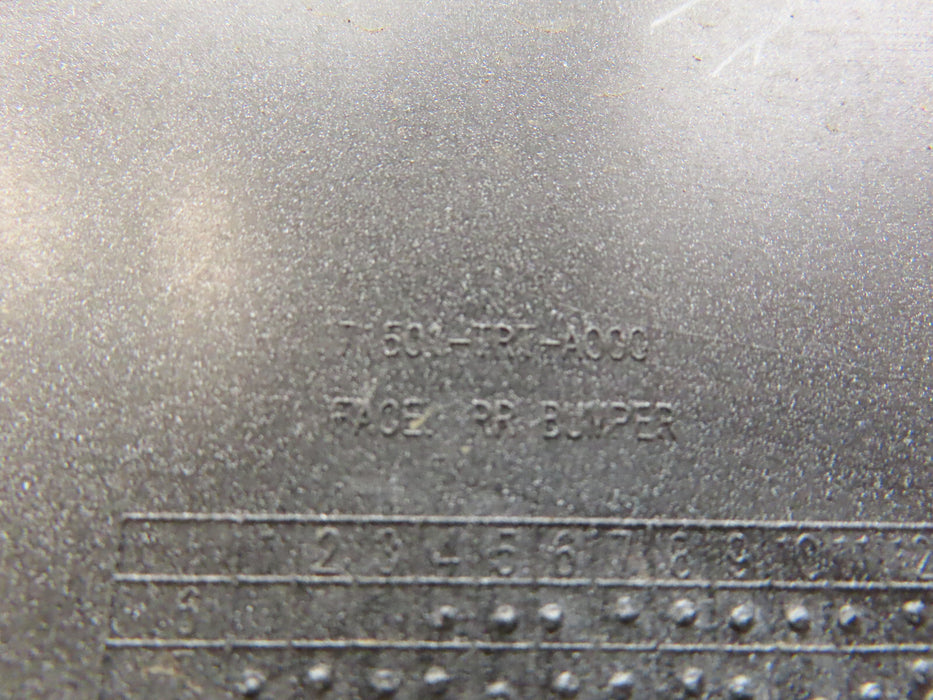 71501-TRT-A000
FACE, RR BUMPER
1 2 3 4 5 6 7 8 9 10 11 12